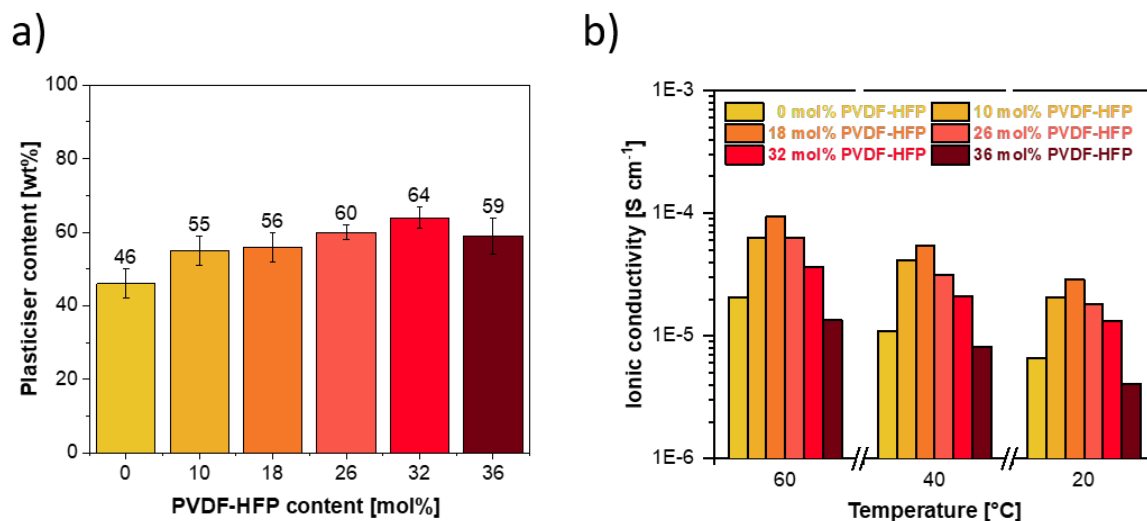 a)
Plasticiser content [wt%]
100
80
60
40
20
0
46
55
56
60
64
59
0 10 18 26 32 36
PVDF-HFP content [mol%]
b)
Ionic conductivity [S cm⁻¹]
1E-3
1E-4
1E-5
1E-6
0 mol% PVDF-HFP 10 mol% PVDF-HFP
18 mol% PVDF-HFP 26 mol% PVDF-HFP
32 mol% PVDF-HFP 36 mol% PVDF-HFP
60 // 40 // 20
Temperature [°C]